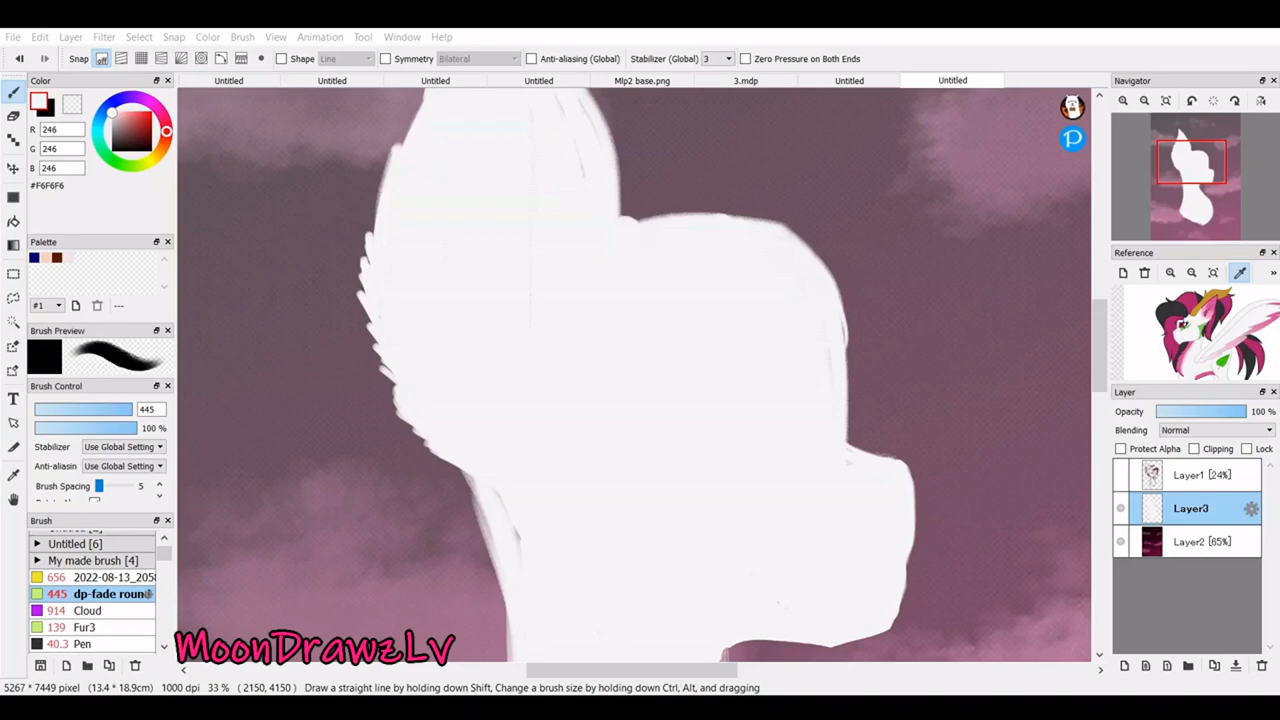 File Edit Layer Filter Select Snap Color Brush View Animation Tool Window Help
Snap off Shape Line Symmetry Bilateral Anti-aliasing (Global) Stabilizer (Global) 3 Zero Pressure on Both Ends
Color Untitled Untitled Untitled Untitled Mlp2 base.png 3.mdp Untitled Untitled Navigator
R 246
G 246
B 246
#F6F6F6
Palette
#1 ---
Brush Preview
Brush Control
445
100 %
Stabilizer Use Global Setting
Anti-aliasin Use Global Setting
Brush Spacing 5
Brush
Untitled [6]
My made brush [4]
656 2022-08-13_205
445 dp-fade roun
914 Cloud
139 Fur3
40.3 Pen
P
Reference
Layer
Opacity 100 %
Blending Normal
Protect Alpha Clipping Lock
Layer1 [24%]
Layer3
Layer2 [65%]
MoonDrawzLv
5267 * 7449 pixel (13.4 * 18.9cm) 1000 dpi 33 % ( 2150, 4150 ) Draw a straight line by holding down Shift, Change a brush size by holding down Ctrl, Alt, and dragging